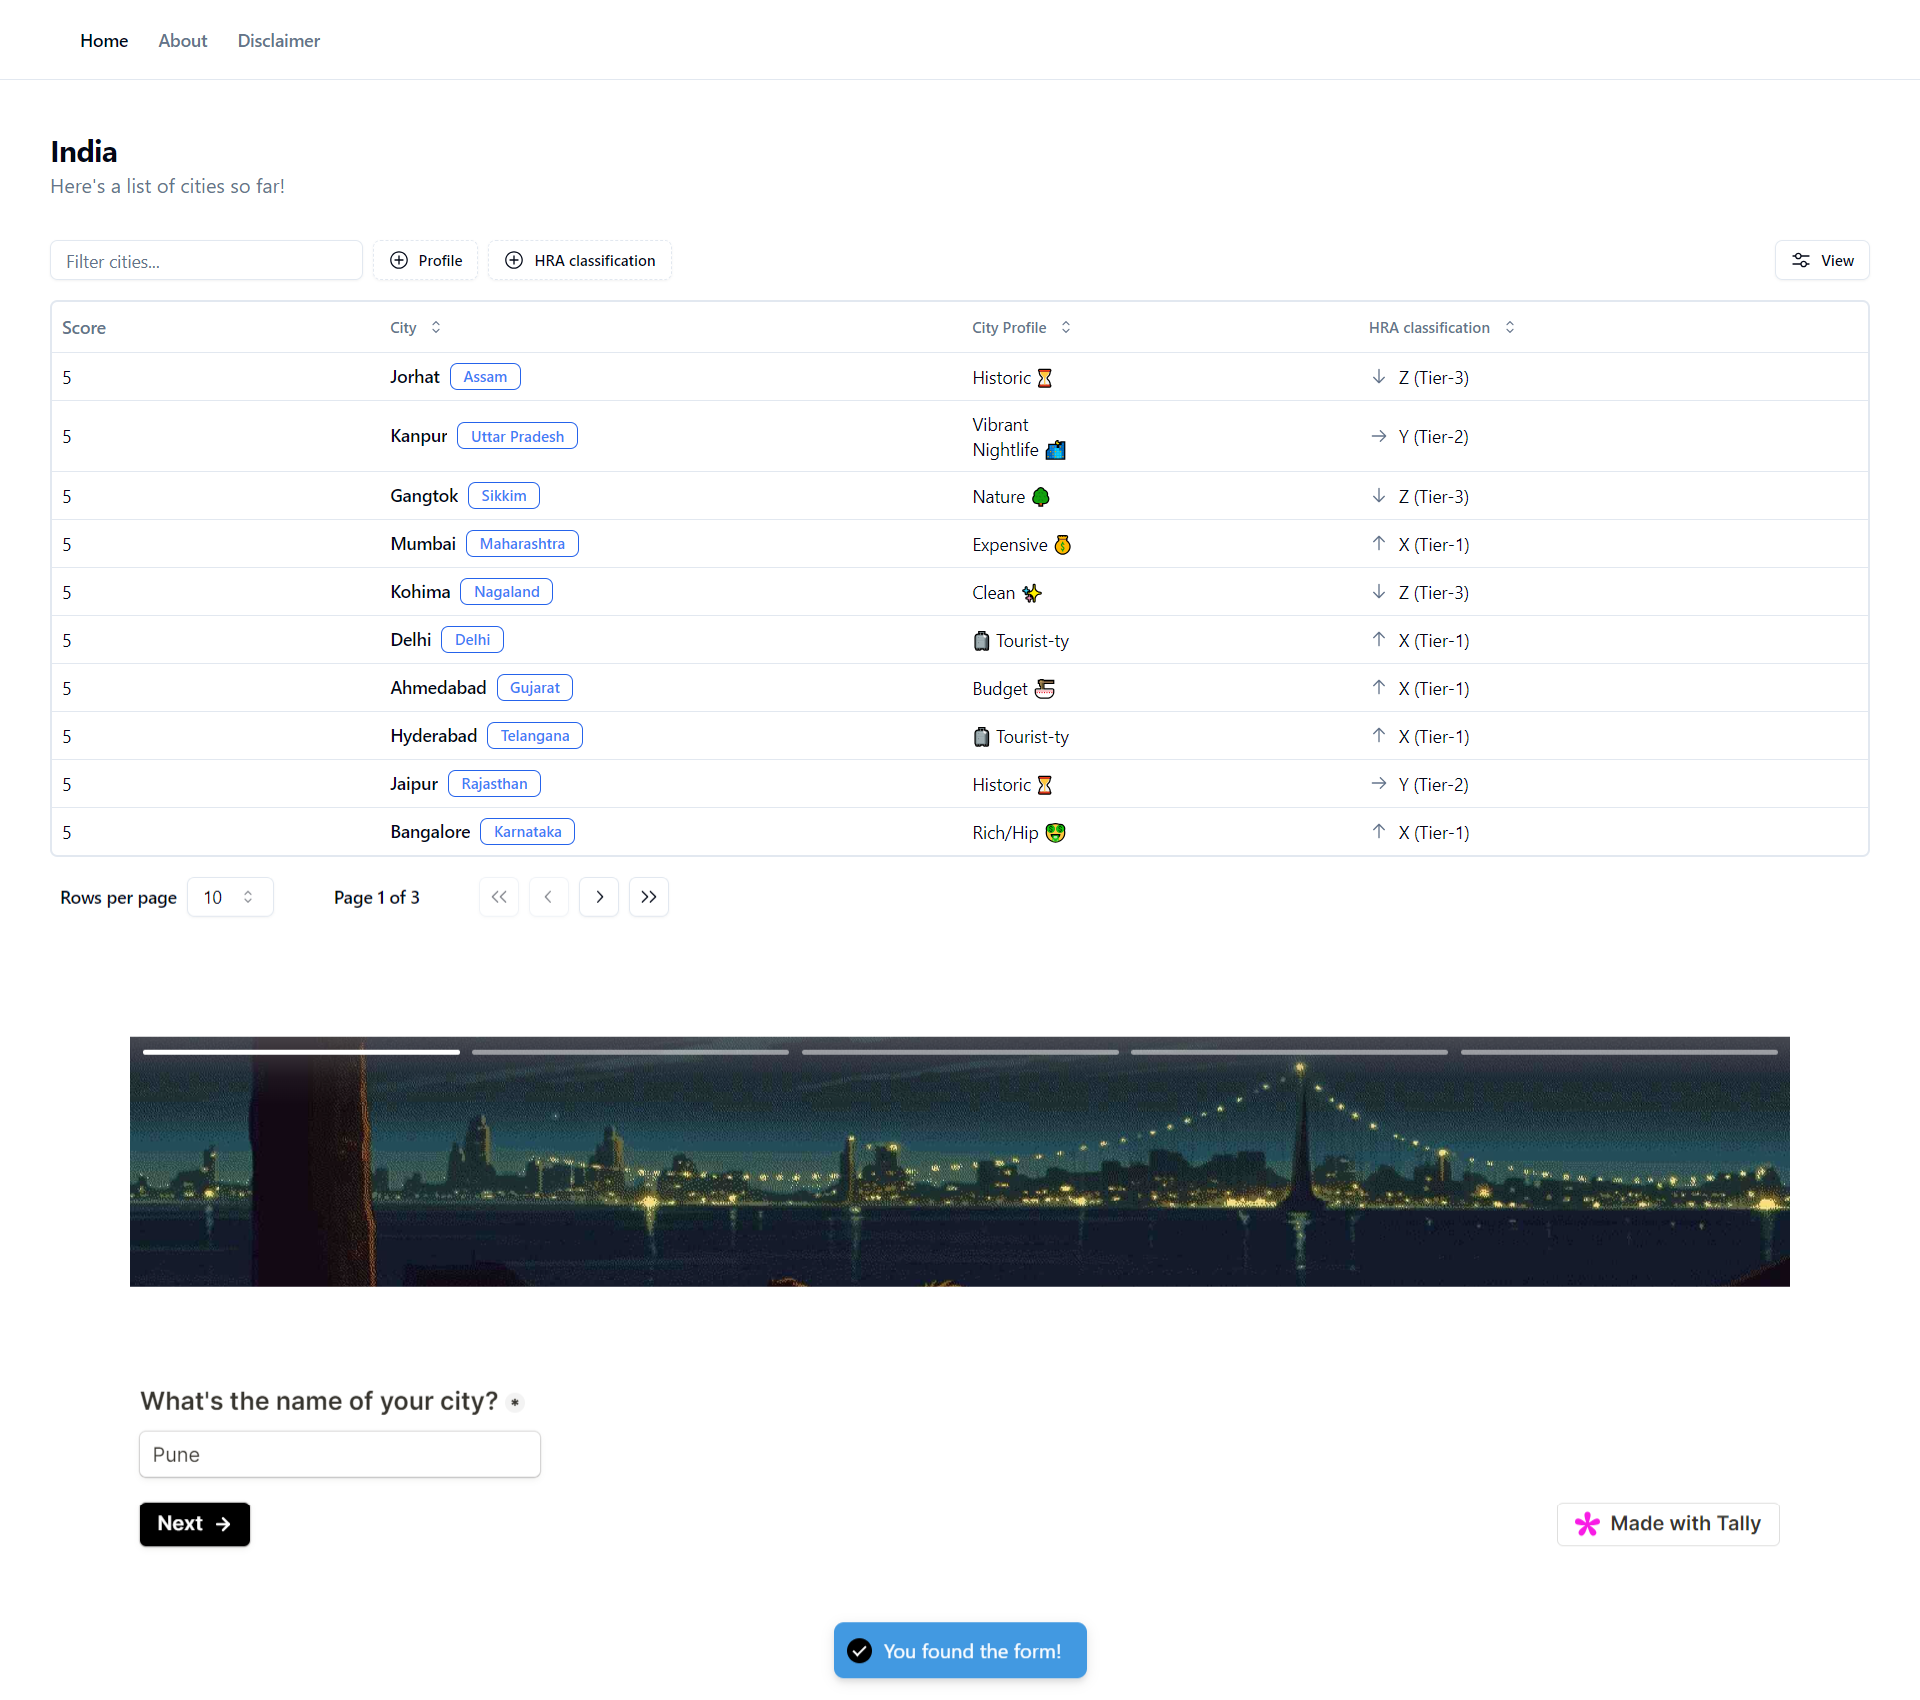 Home About Disclaimer
India
Here's a list of cities so far!
Filter cities... Profile HRA classification View
Score City City Profile HRA classification
5 Jorhat Assam Historic ⌛ Z (Tier-3)
5 Kanpur Uttar Pradesh Vibrant
Nightlife 🌃 Y (Tier-2)
5 Gangtok Sikkim Nature 🌳 Z (Tier-3)
5 Mumbai Maharashtra Expensive 💰 X (Tier-1)
5 Kohima Nagaland Clean ✨ Z (Tier-3)
5 Delhi Delhi 🧳 Tourist-ty X (Tier-1)
5 Ahmedabad Gujarat Budget 🍜 X (Tier-1)
5 Hyderabad Telangana 🧳 Tourist-ty X (Tier-1)
5 Jaipur Rajasthan Historic ⌛ Y (Tier-2)
5 Bangalore Karnataka Rich/Hip 🤑 X (Tier-1)
Rows per page 10 Page 1 of 3
What's the name of your city? *
Pune
Next →
Made with Tally
You found the form!